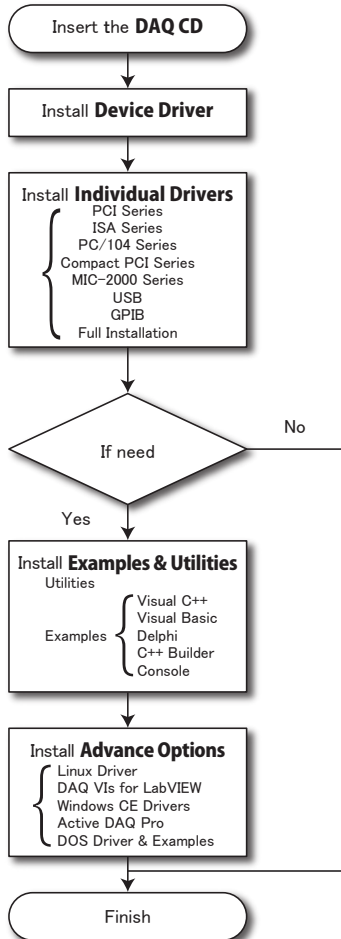 Insert the DAQ CD
Install Device Driver
Install Individual Drivers
PCI Series
ISA Series
PC/104 Series
Compact PCI Series
MIC-2000 Series
USB
GPIB
Full Installation
If need
No
Yes
Install Examples & Utilities
Utilities
Examples
Visual C++
Visual Basic
Delphi
C++ Builder
Console
Install Advance Options
Linux Driver
DAQ VIs for LabVIEW
Windows CE Drivers
Active DAQ Pro
DOS Driver & Examples
Finish